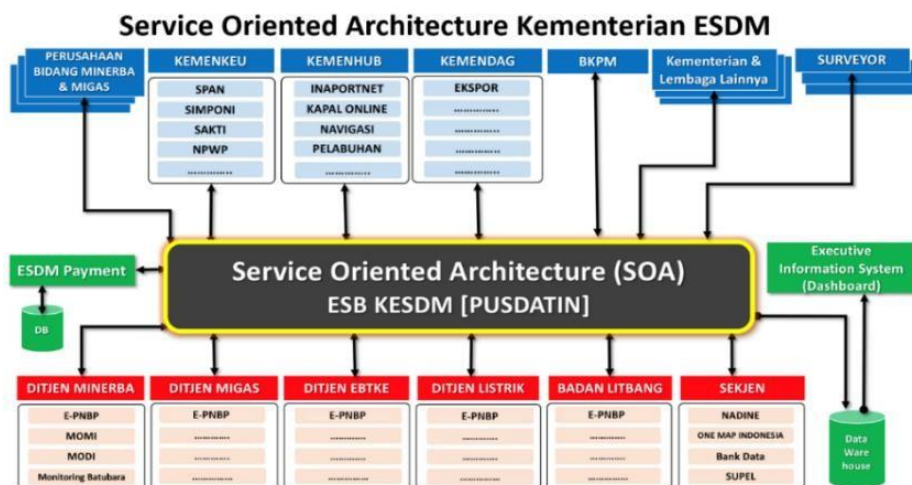 Service Oriented Architecture Kementerian ESDM
PERUSAHAAN
BIDANG MINERBA
& MIGAS
KEMENKEU
SPAN
SIMPONI
SAKTI
NPWP
..............
KEMENHUB
INAPORTNET
KAPAL ONLINE
NAVIGASI
PELABUHAN
..............
KEMENDAG
EKSPOR
..............
..............
..............
..............
BKPM
Kementerian &
Lembaga Lainnya
SURVEYOR
ESDM Payment
DB
Service Oriented Architecture (SOA)
ESB KESDM [PUSDATIN]
Executive
Information System
(Dashboard)
DITJEN MINERBA
E-PNBP
MOMI
MODI
Monitoring Batubara
DITJEN MIGAS
E-PNBP
............
............
............
DITJEN EBTKE
E-PNBP
............
............
............
DITJEN LISTRIK
E-PNBP
............
............
............
BADAN LITBANG
E-PNBP
............
............
............
SEKJEN
NADINE
ONE MAP INDONESIA
Bank Data
SUPEL
Data
Ware
house